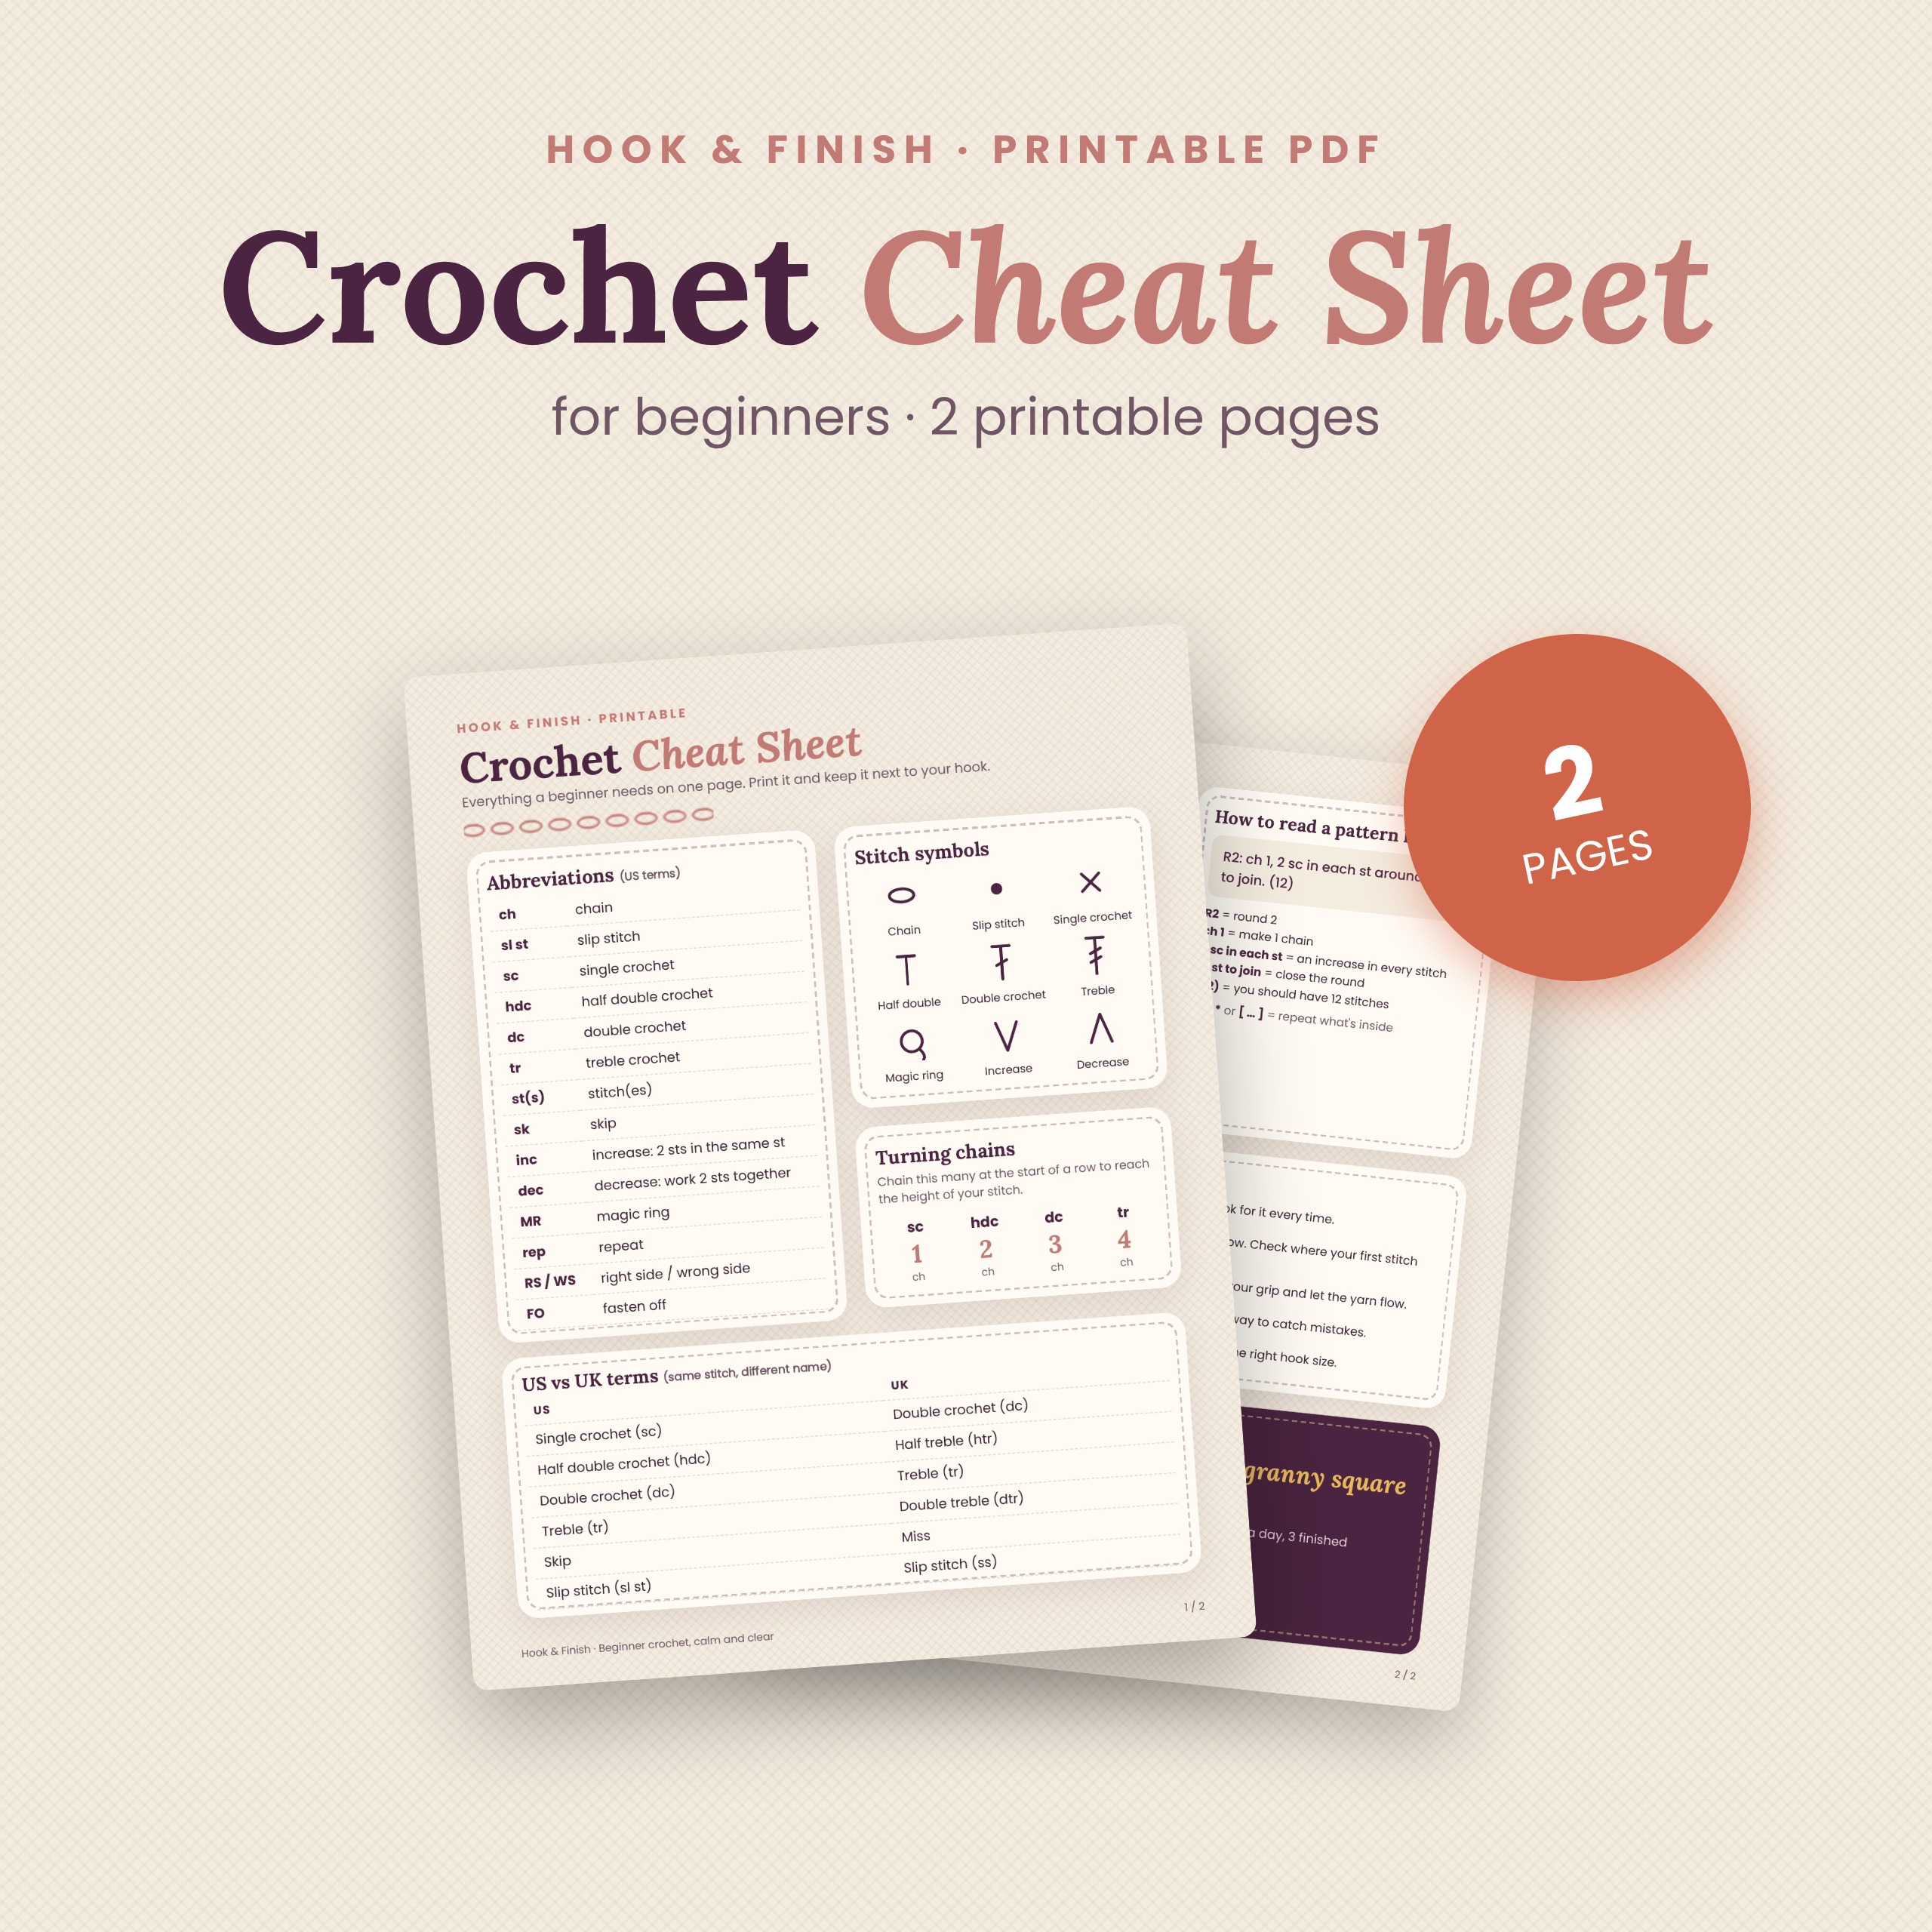 HOOK & FINISH · PRINTABLE PDF
Crochet Cheat Sheet
for beginners · 2 printable pages
HOOK & FINISH · PRINTABLE
Crochet Cheat Sheet
Everything a beginner needs on one page. Print it and keep it next to your hook.
Abbreviations (US terms)
ch chain
sl st slip stitch
sc single crochet
hdc half double crochet
dc double crochet
tr treble crochet
st(s) stitch(es)
sk skip
inc increase: 2 sts in the same st
dec decrease: work 2 sts together
MR magic ring
rep repeat
RS / WS right side / wrong side
FO fasten off
Stitch symbols
Chain Slip stitch Single crochet
Half double Double crochet Treble
Magic ring Increase Decrease
Turning chains
Chain this many at the start of a row to reach
the height of your stitch.
sc hdc dc tr
1 2 3 4
ch ch ch ch
US vs UK terms (same stitch, different name)
US UK
Single crochet (sc) Double crochet (dc)
Half double crochet (hdc) Half treble (htr)
Double crochet (dc) Treble (tr)
Treble (tr) Double treble (dtr)
Skip Miss
Slip stitch (sl st) Slip stitch (ss)
Hook & Finish · Beginner crochet, calm and clear
1 / 2
2
PAGES
How to read a pattern
R2: ch 1, 2 sc in each st around
to join. (12)
R2 = round 2
ch 1 = make 1 chain
sc in each st = an increase in every stitch
st to join = close the round
) = you should have 12 stitches
* or [ ... ] = repeat what's inside
for it every time.
Check where your first stitch
your grip and let the yarn flow.
way to catch mistakes.
right hook size.
granny square
a day, 3 finished
2 / 2